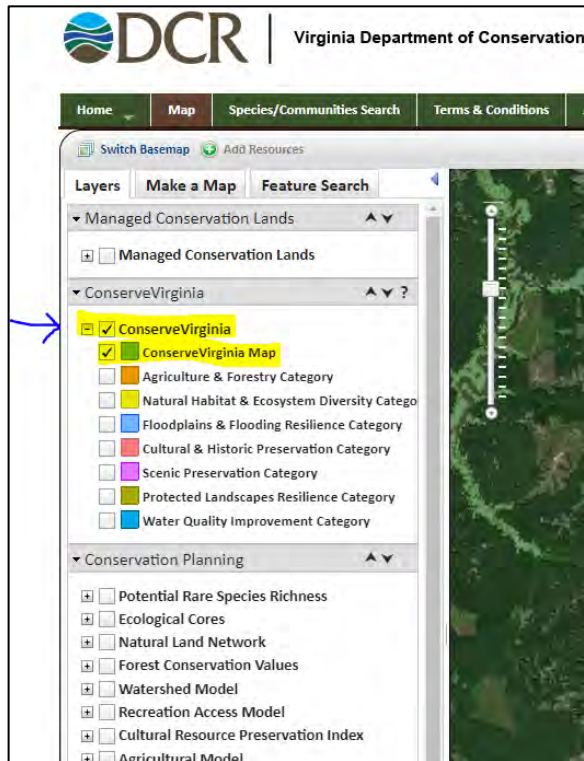 DCR
Virginia Department of Conservation
Home Map Species/Communities Search Terms & Conditions
Switch Basemap Add Resources
Layers Make a Map Feature Search
Managed Conservation Lands
Managed Conservation Lands
ConserveVirginia ?
ConserveVirginia
ConserveVirginia Map
Agriculture & Forestry Category
Natural Habitat & Ecosystem Diversity Catego
Floodplains & Flooding Resilience Category
Cultural & Historic Preservation Category
Scenic Preservation Category
Protected Landscapes Resilience Category
Water Quality Improvement Category
Conservation Planning
Potential Rare Species Richness
Ecological Cores
Natural Land Network
Forest Conservation Values
Watershed Model
Recreation Access Model
Cultural Resource Preservation Index
Agricultural Model